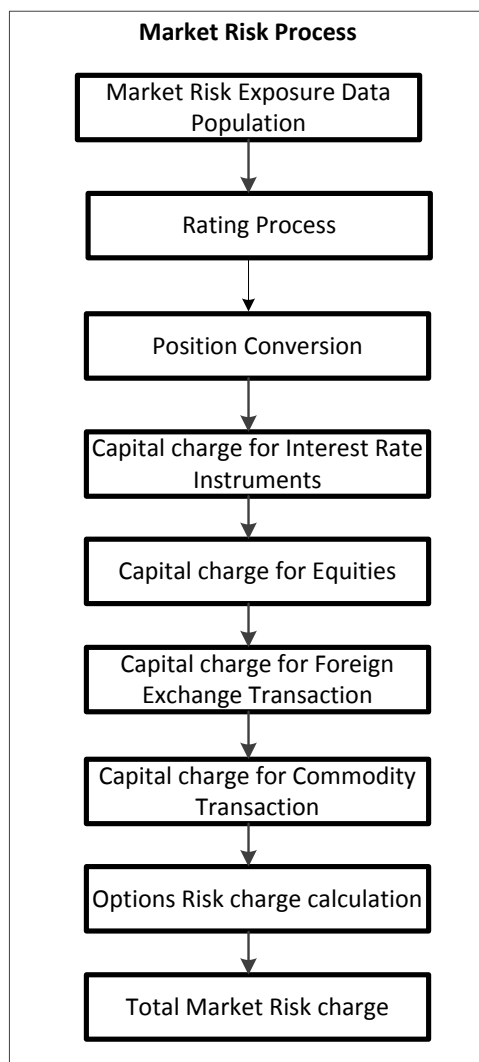 Market Risk Process
Market Risk Exposure Data
Population
Rating Process
Position Conversion
Capital charge for Interest Rate
Instruments
Capital charge for Equities
Capital charge for Foreign
Exchange Transaction
Capital charge for Commodity
Transaction
Options Risk charge calculation
Total Market Risk charge